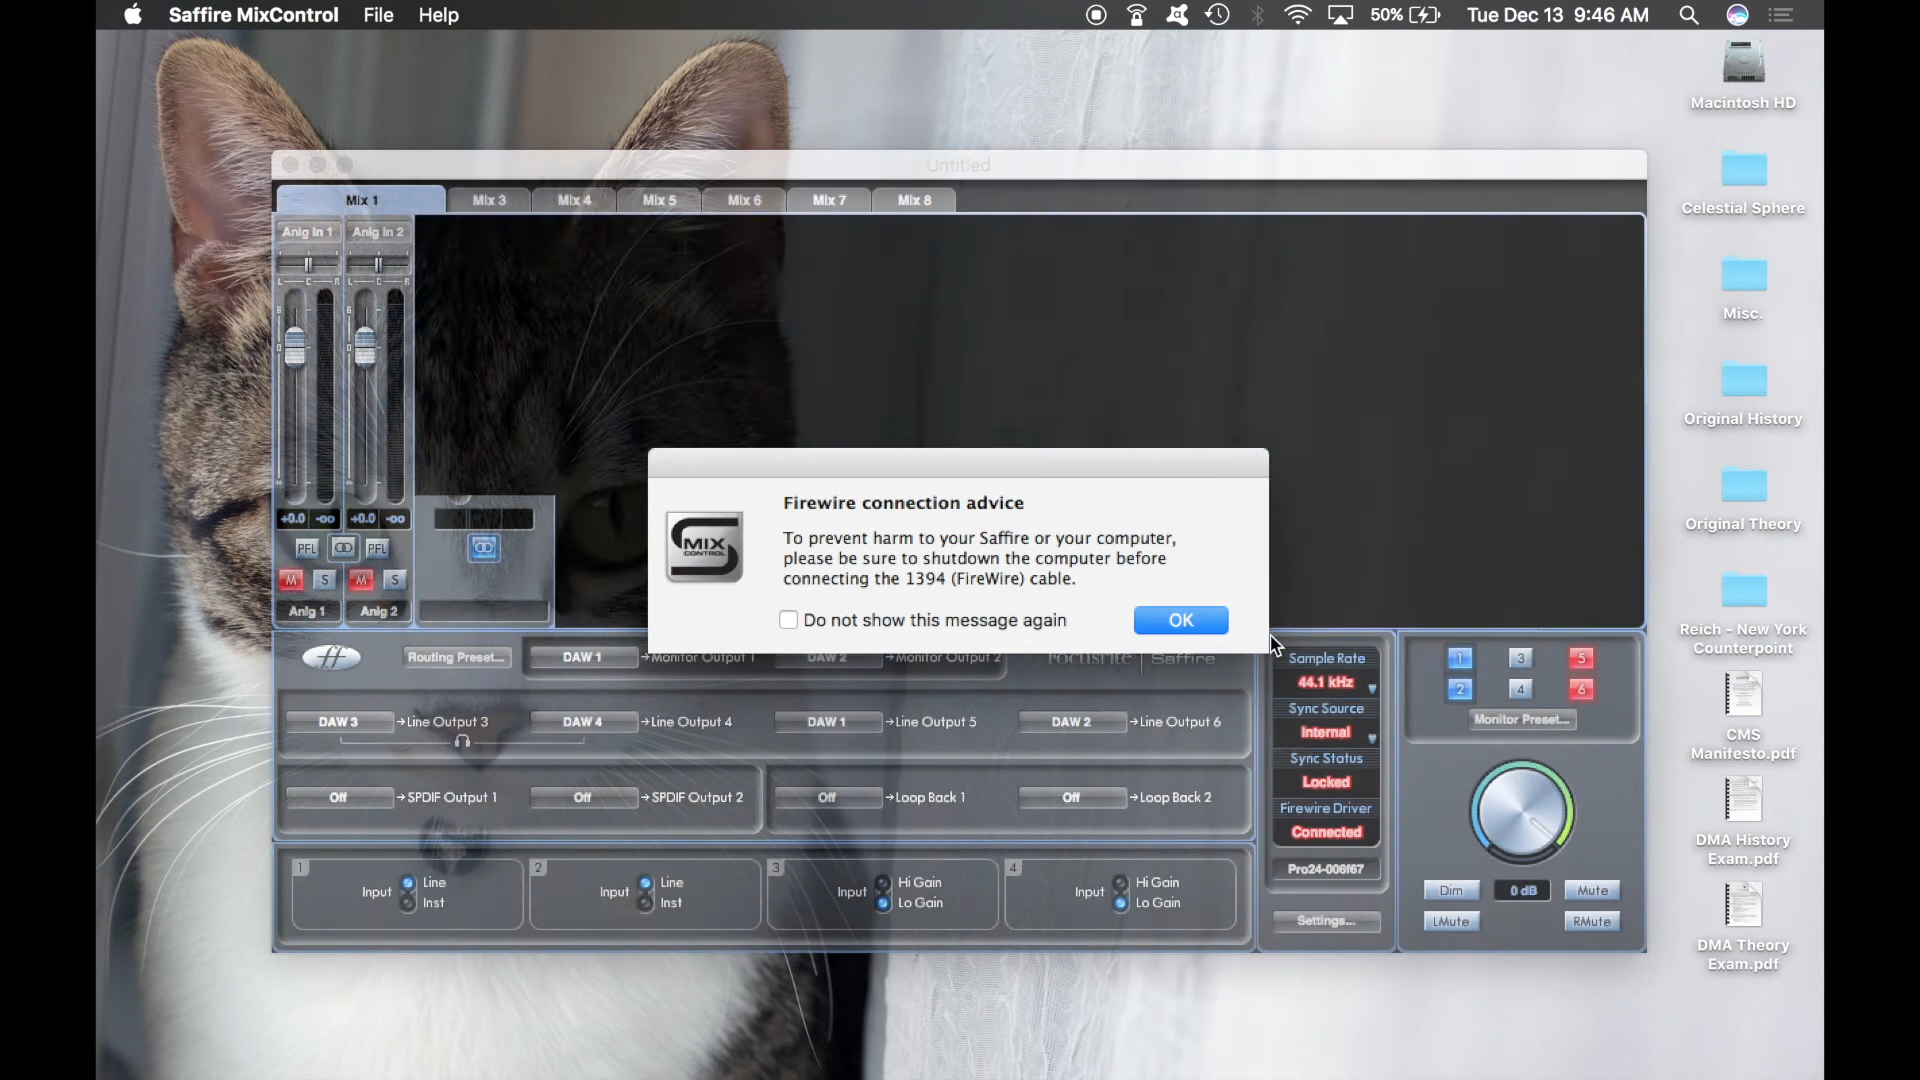 Saffire MixControl File Help
50% Tue Dec 13 9:46 AM
Macintosh HD
Celestial Sphere
Misc.
Original History
Original Theory
Reich - New York
Counterpoint
CMS
Manifesto.pdf
DMA History
Exam.pdf
DMA Theory
Exam.pdf
Untitled
Mix 1 Mix 3 Mix 4 Mix 5 Mix 6 Mix 7 Mix 8
Anlg In 1 Anlg In 2
L C R L C R
6 6
0 0
+0.0 -oo +0.0 -oo
PFL PFL
M S M S
Anlg 1 Anlg 2
MIX
CONTROL
Firewire connection advice
To prevent harm to your Saffire or your computer,
please be sure to shutdown the computer before
connecting the 1394 (FireWire) cable.
Do not show this message again
OK
Routing Preset... DAW 1 Monitor Output 1 DAW 2 Monitor Output 2 Focusrite Saffire
DAW 3 Line Output 3 DAW 4 Line Output 4 DAW 1 Line Output 5 DAW 2 Line Output 6
Off SPDIF Output 1 Off SPDIF Output 2 Off Loop Back 1 Off Loop Back 2
1 Input Line Inst
2 Input Line Inst
3 Input Hi Gain Lo Gain
4 Input Hi Gain Lo Gain
Sample Rate
44.1 kHz
Sync Source
Internal
Sync Status
Locked
Firewire Driver
Connected
Pro24-006f67
Settings...
1 3 5
2 4 6
Monitor Preset...
Dim 0 dB Mute
LMute RMute